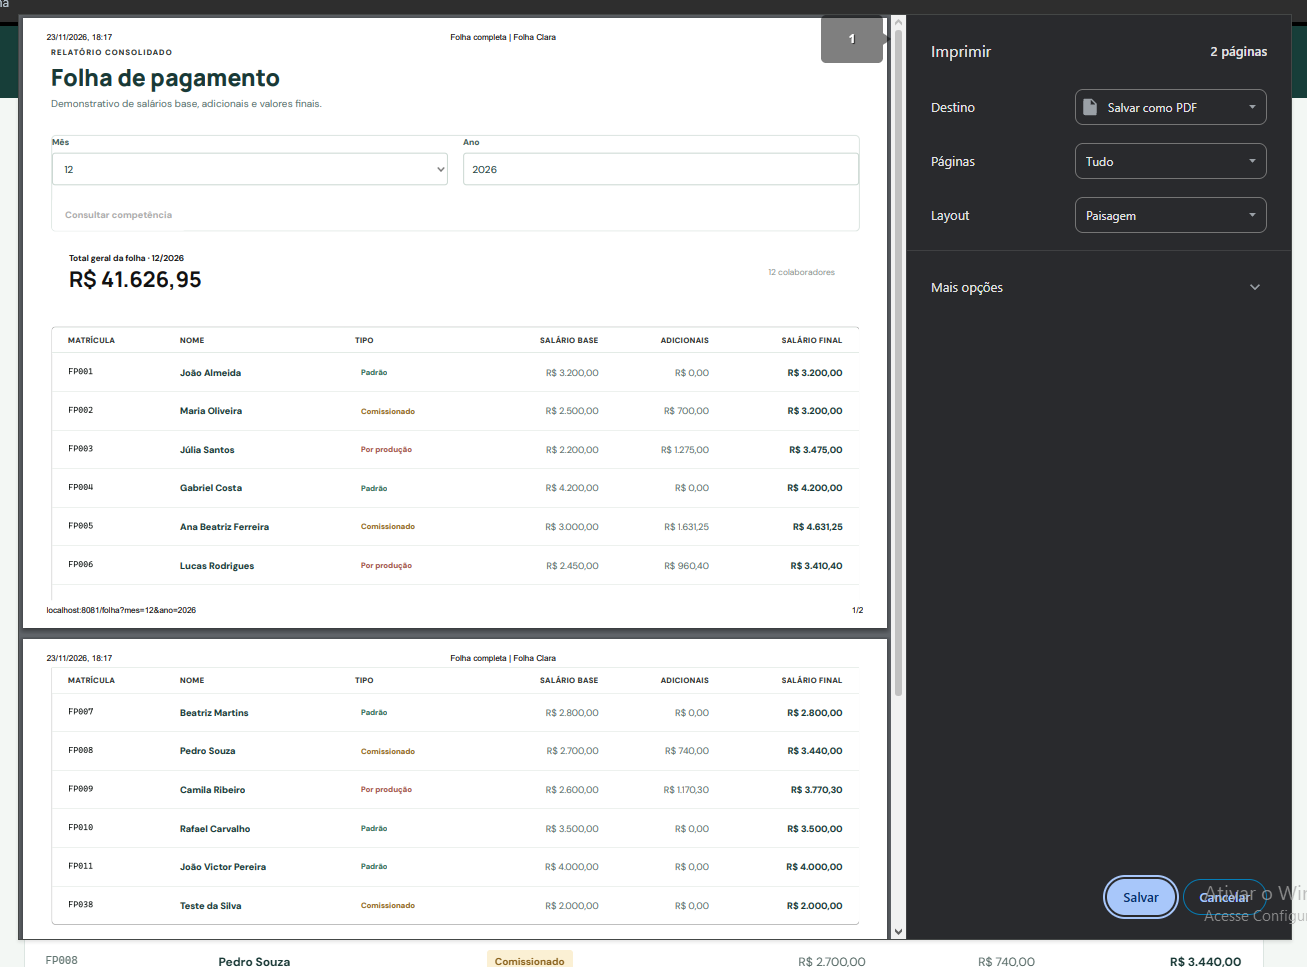 23/11/2026, 18:17 Folha completa | Folha Clara
1
RELATÓRIO CONSOLIDADO
Folha de pagamento
Demonstrativo de salários base, adicionais e valores finais.
Mês Ano
12 2026
Consultar competência
Total geral da folha · 12/2026
R$ 41.626,95
12 colaboradores
MATRÍCULA NOME TIPO SALÁRIO BASE ADICIONAIS SALÁRIO FINAL
FP001 João Almeida Padrão R$ 3.200,00 R$ 0,00 R$ 3.200,00
FP002 Maria Oliveira Comissionado R$ 2.500,00 R$ 700,00 R$ 3.200,00
FP003 Júlia Santos Por produção R$ 2.200,00 R$ 1.275,00 R$ 3.475,00
FP004 Gabriel Costa Padrão R$ 4.200,00 R$ 0,00 R$ 4.200,00
FP005 Ana Beatriz Ferreira Comissionado R$ 3.000,00 R$ 1.631,25 R$ 4.631,25
FP006 Lucas Rodrigues Por produção R$ 2.450,00 R$ 960,40 R$ 3.410,40
localhost:8081/folha?mes=12&ano=2026 1/2
23/11/2026, 18:17 Folha completa | Folha Clara
MATRÍCULA NOME TIPO SALÁRIO BASE ADICIONAIS SALÁRIO FINAL
FP007 Beatriz Martins Padrão R$ 2.800,00 R$ 0,00 R$ 2.800,00
FP008 Pedro Souza Comissionado R$ 2.700,00 R$ 740,00 R$ 3.440,00
FP009 Camila Ribeiro Por produção R$ 2.600,00 R$ 1.170,30 R$ 3.770,30
FP010 Rafael Carvalho Padrão R$ 3.500,00 R$ 0,00 R$ 3.500,00
FP011 João Victor Pereira Padrão R$ 4.000,00 R$ 0,00 R$ 4.000,00
FP038 Teste da Silva Comissionado R$ 2.000,00 R$ 0,00 R$ 2.000,00
Imprimir 2 páginas
Destino Salvar como PDF
Páginas Tudo
Layout Paisagem
Mais opções
Salvar Cancelar
Ativar o Win
Acesse Configu
FP008 Pedro Souza Comissionado R$ 2.700,00 R$ 740,00 R$ 3.440,00